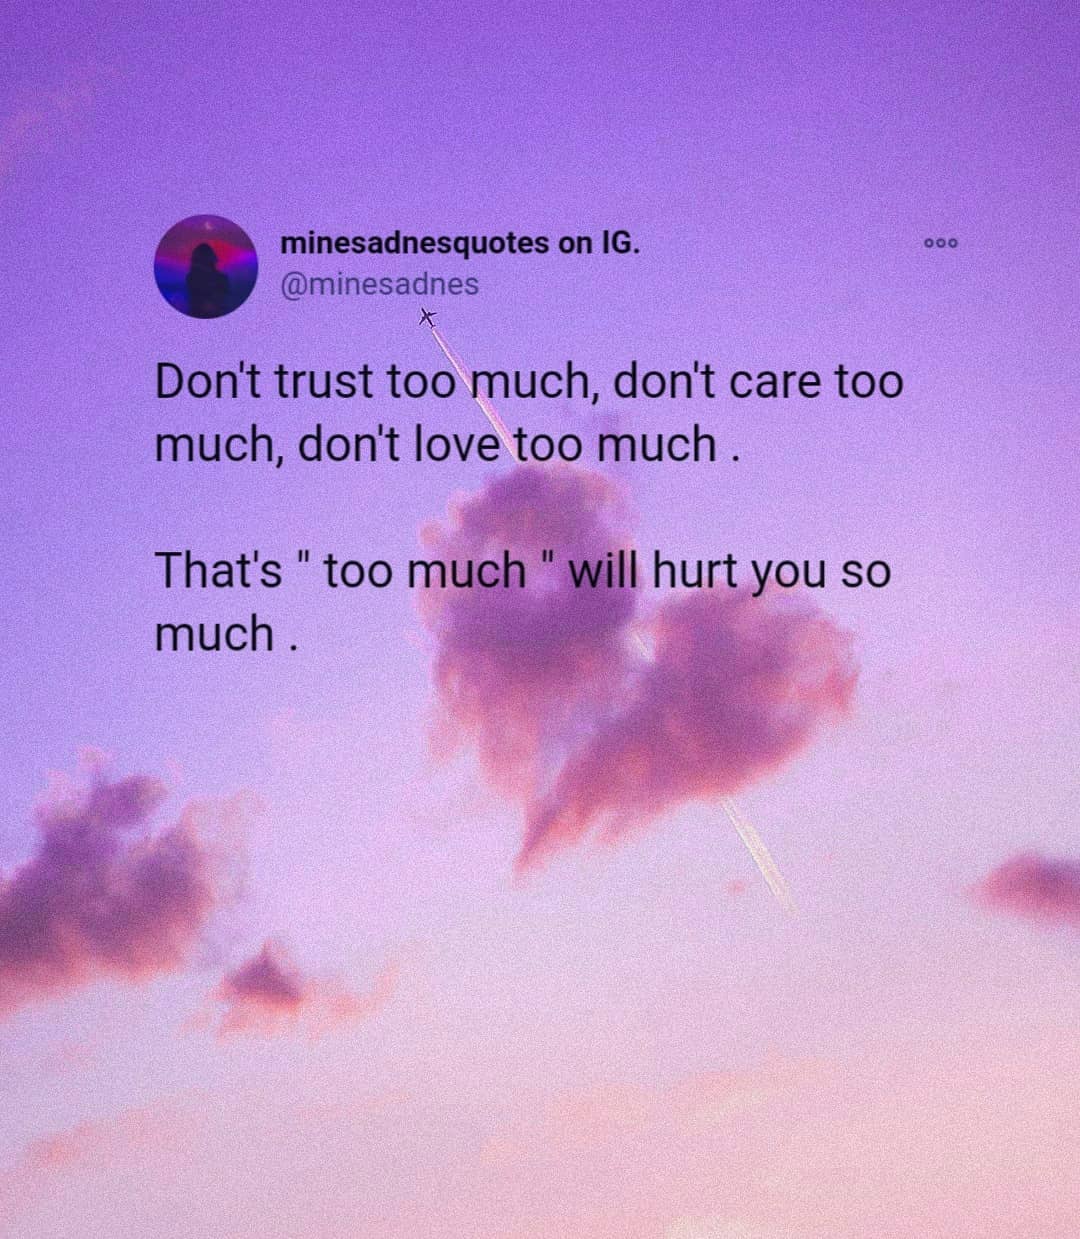 minesadnesquotes on IG.
@minesadnes
Don't trust too much, don't care too
much, don't love too much .
That's " too much " will hurt you so
much .